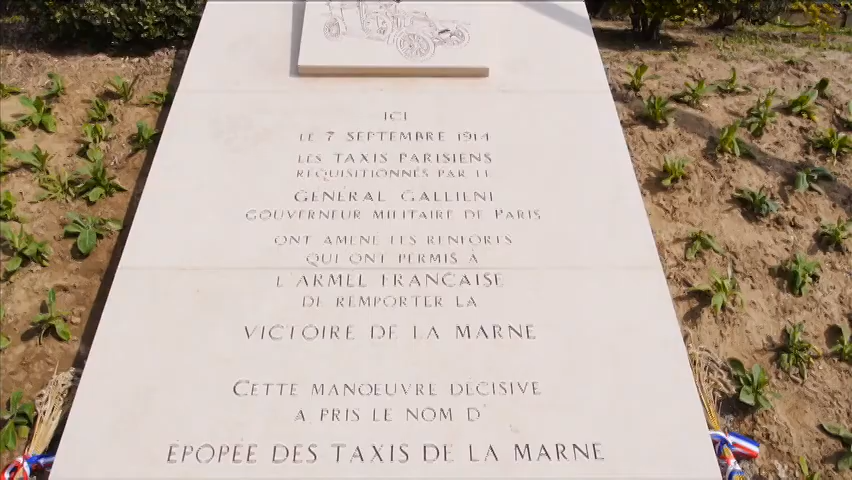 ICI
LE 7 SEPTEMBRE 1914
LES TAXIS PARISIENS
REQUISITIONNÉS PAR LE
GÉNÉRAL GALLIENI
GOUVERNEUR MILITAIRE DE PARIS
ONT AMENÉ LES RENFORTS
QUI ONT PERMIS À
L'ARMÉE FRANÇAISE
DE REMPORTER LA
VICTOIRE DE LA MARNE
CETTE MANOEUVRE DÉCISIVE
A PRIS LE NOM D'
ÉPOPÉE DES TAXIS DE LA MARNE